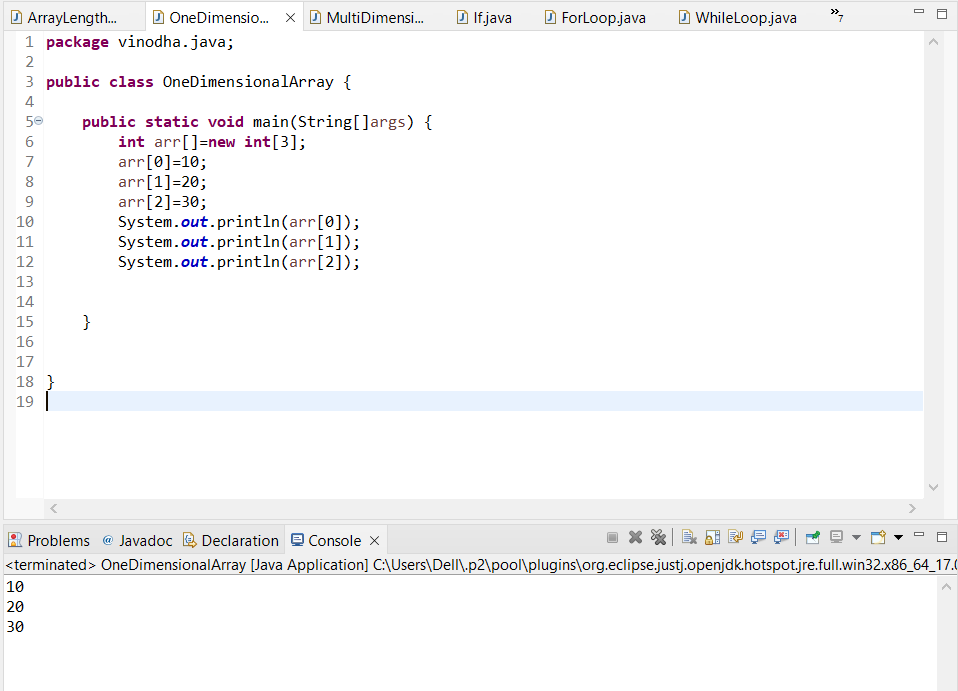 ArrayLength... OneDimensio... MultiDimensi... If.java ForLoop.java WhileLoop.java »7
1 package vinodha.java;
2
3 public class OneDimensionalArray {
4
5 public static void main(String[]args) {
6 int arr[]=new int[3];
7 arr[0]=10;
8 arr[1]=20;
9 arr[2]=30;
10 System.out.println(arr[0]);
11 System.out.println(arr[1]);
12 System.out.println(arr[2]);
13
14
15 }
16
17
18 }
19
Problems @ Javadoc Declaration Console
<terminated> OneDimensionalArray [Java Application] C:\Users\Dell\.p2\pool\plugins\org.eclipse.justj.openjdk.hotspot.jre.full.win32.x86_64_17.0
10
20
30